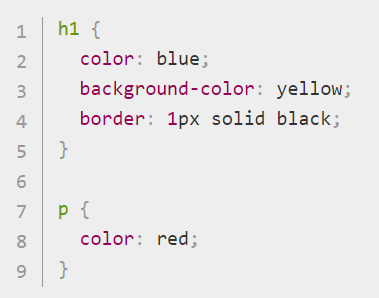 1 h1 {
2   color: blue;
3   background-color: yellow;
4   border: 1px solid black;
5 }
6
7 p {
8   color: red;
9 }